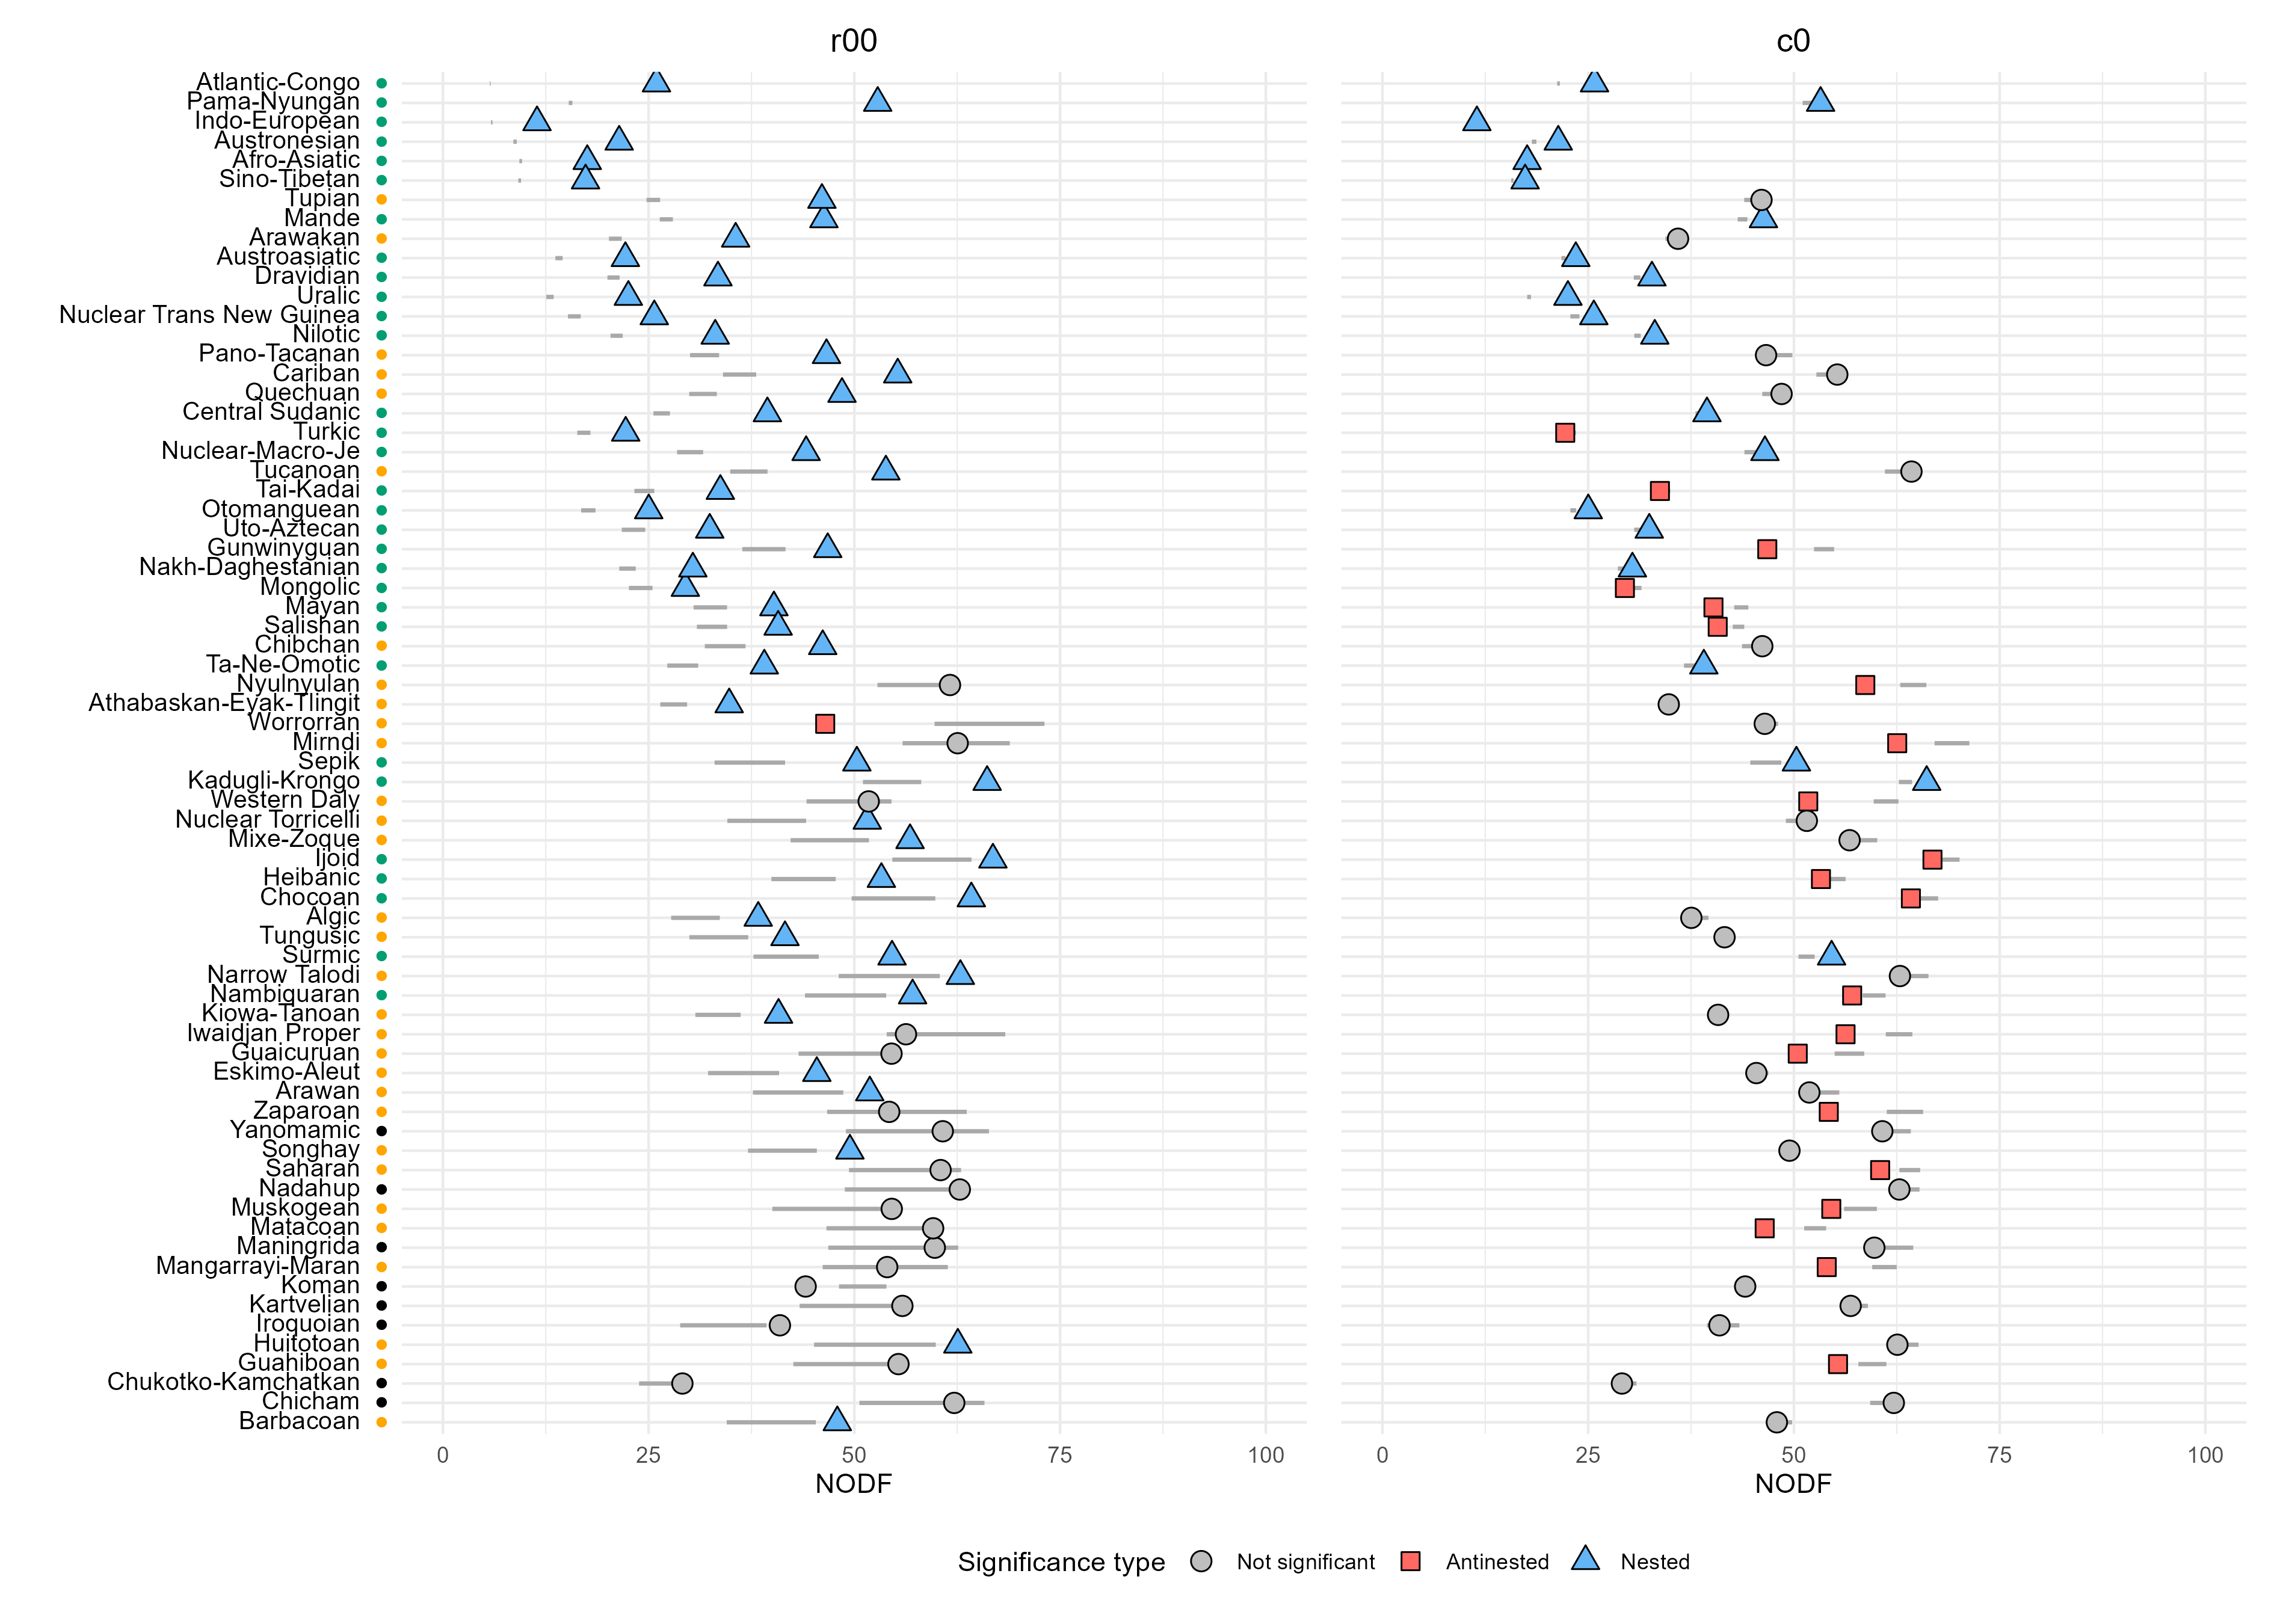 r00 c0
Atlantic-Congo
Pama-Nyungan
Indo-European
Austronesian
Afro-Asiatic
Sino-Tibetan
Tupian
Mande
Arawakan
Austroasiatic
Dravidian
Uralic
Nuclear Trans New Guinea
Nilotic
Pano-Tacanan
Cariban
Quechuan
Central Sudanic
Turkic
Nuclear-Macro-Je
Tucanoan
Tai-Kadai
Otomanguean
Uto-Aztecan
Gunwinyguan
Nakh-Daghestanian
Mongolic
Mayan
Salishan
Chibchan
Ta-Ne-Omotic
Nyulnyulan
Athabaskan-Eyak-Tlingit
Worrorran
Mirndi
Sepik
Kadugli-Krongo
Western Daly
Nuclear Torricelli
Mixe-Zoque
Ijoid
Heibanic
Chocoan
Algic
Tungusic
Surmic
Narrow Talodi
Nambiquaran
Kiowa-Tanoan
Iwaidjan Proper
Guaicuruan
Eskimo-Aleut
Arawan
Zaparoan
Yanomamic
Songhay
Saharan
Nadahup
Muskogean
Matacoan
Maningrida
Mangarrayi-Maran
Koman
Kartvelian
Iroquoian
Huitotoan
Guahiboan
Chukotko-Kamchatkan
Chicham
Barbacoan
0 25 50 75 100 0 25 50 75 100
NODF NODF
Significance type Not significant Antinested Nested